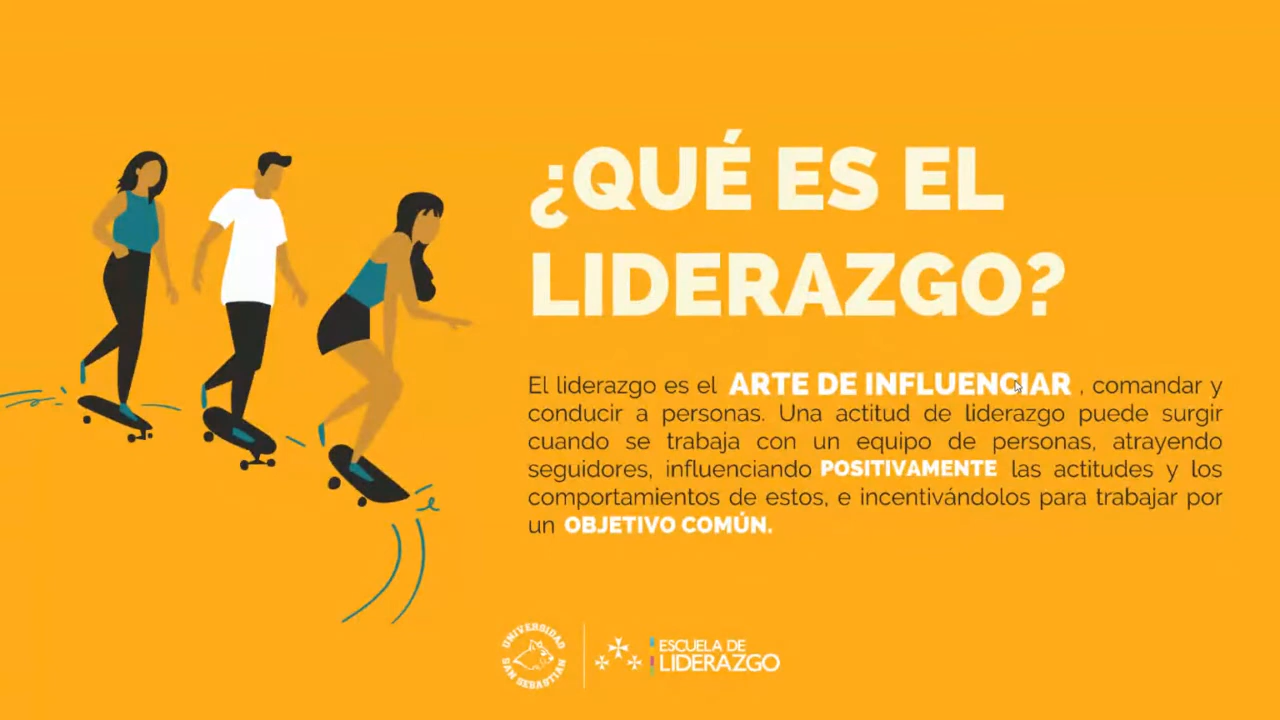 ¿QUÉ ES EL
LIDERAZGO?
El liderazgo es el ARTE DE INFLUENCIAR , comandar y
conducir a personas. Una actitud de liderazgo puede surgir
cuando se trabaja con un equipo de personas, atrayendo
seguidores, influenciando POSITIVAMENTE las actitudes y los
comportamientos de estos, e incentivándolos para trabajar por
un OBJETIVO COMÚN.
UNIVERSIDAD
SAN SEBASTIAN
ESCUELA DE
LIDERAZGO